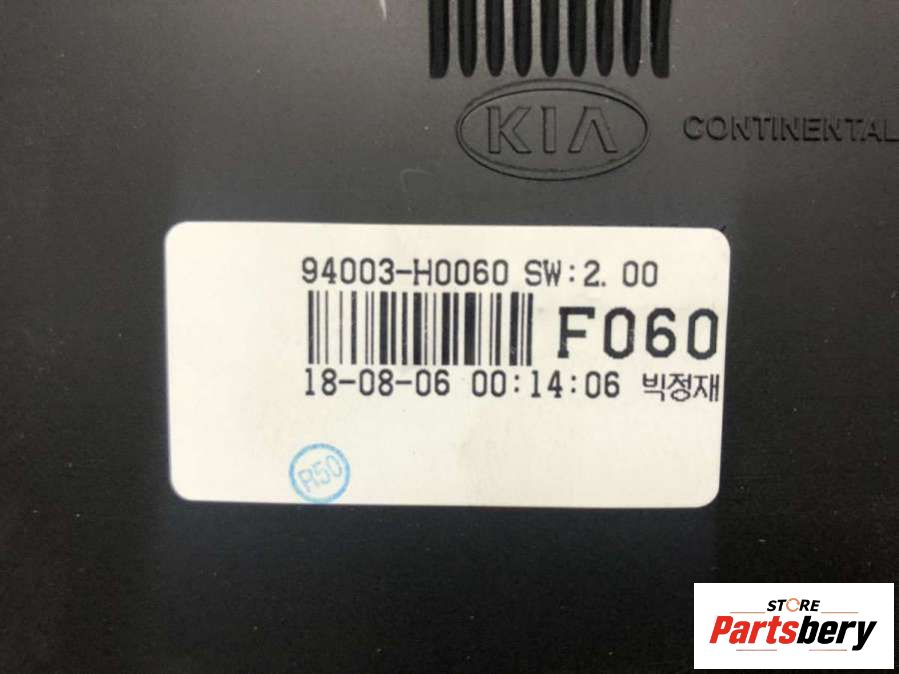 KIA
CONTINENTAL
94003-H0060 SW:2.00
F060
18-08-06 00:14:06 빅정재
R50
STORE
Partsbery